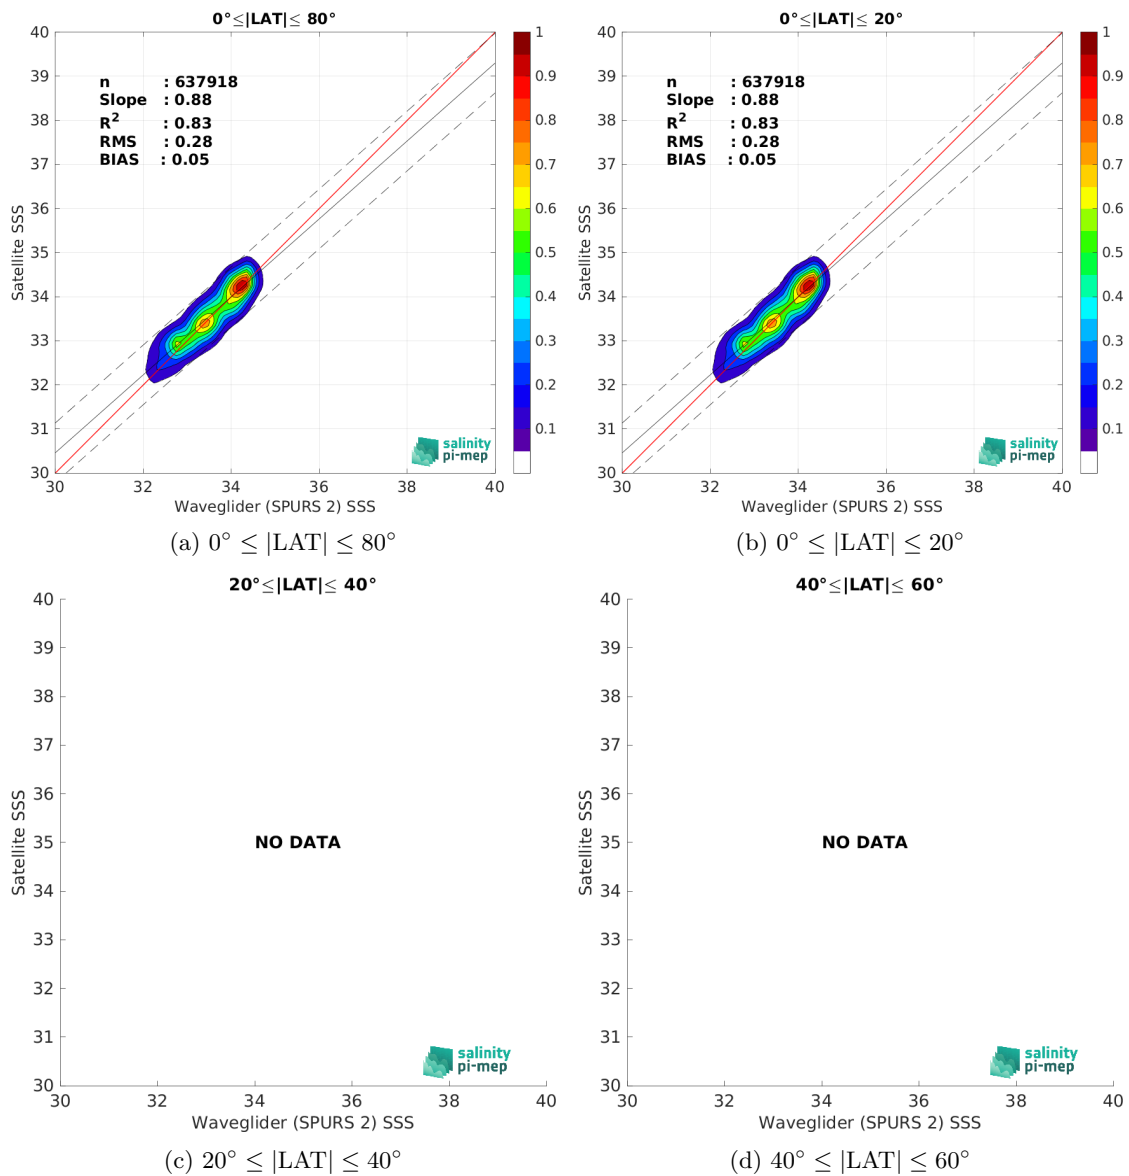 0°≤|LAT|≤ 80°
40
39
38
37
36
35
34
33
32
31
30
Satellite SSS
n : 637918
Slope : 0.88
R2 : 0.83
RMS : 0.28
BIAS : 0.05
salinity
pi-mep
30 32 34 36 38 40
Waveglider (SPURS 2) SSS
1
0.9
0.8
0.7
0.6
0.5
0.4
0.3
0.2
0.1
(a) 0° ≤ |LAT| ≤ 80°
0°≤|LAT|≤ 20°
40
39
38
37
36
35
34
33
32
31
30
Satellite SSS
n : 637918
Slope : 0.88
R2 : 0.83
RMS : 0.28
BIAS : 0.05
salinity
pi-mep
30 32 34 36 38 40
Waveglider (SPURS 2) SSS
1
0.9
0.8
0.7
0.6
0.5
0.4
0.3
0.2
0.1
(b) 0° ≤ |LAT| ≤ 20°
20°≤|LAT|≤ 40°
40
39
38
37
36
35
34
33
32
31
30
Satellite SSS
NO DATA
salinity
pi-mep
30 32 34 36 38 40
Waveglider (SPURS 2) SSS
(c) 20° ≤ |LAT| ≤ 40°
40°≤|LAT|≤ 60°
40
39
38
37
36
35
34
33
32
31
30
Satellite SSS
NO DATA
salinity
pi-mep
30 32 34 36 38 40
Waveglider (SPURS 2) SSS
(d) 40° ≤ |LAT| ≤ 60°